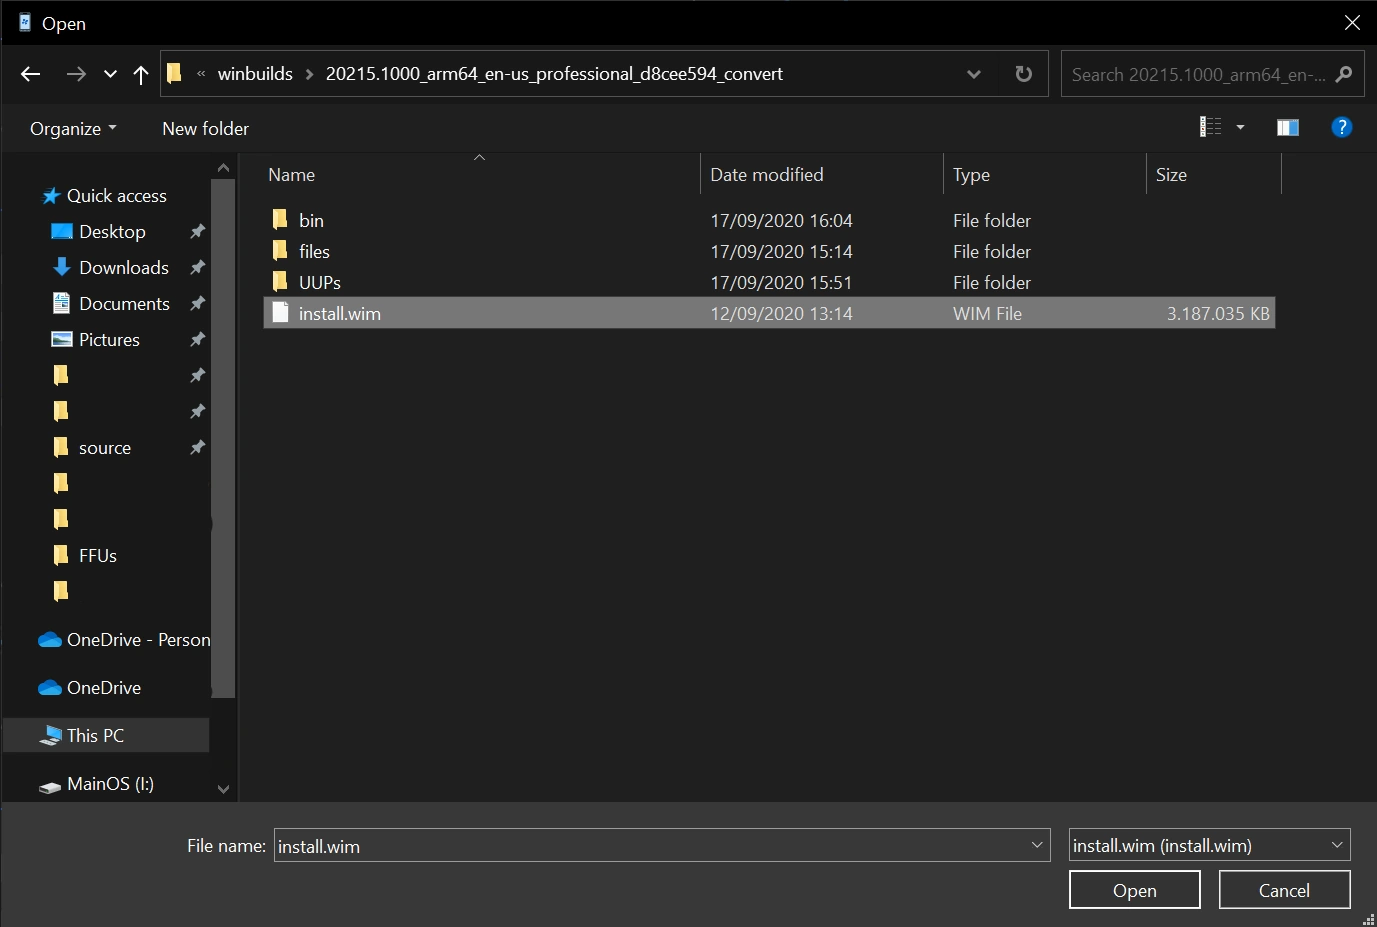 Open
« winbuilds > 20215.1000_arm64_en-us_professional_d8cee594_convert
Search 20215.1000_arm64_en-...
Organize New folder
?
Name Date modified Type Size
Quick access
Desktop
Downloads
Documents
Pictures
source
FFUs
OneDrive - Person
OneDrive
This PC
MainOS (I:)
bin 17/09/2020 16:04 File folder
files 17/09/2020 15:14 File folder
UUPs 17/09/2020 15:51 File folder
install.wim 12/09/2020 13:14 WIM File 3.187.035 KB
File name: install.wim install.wim (install.wim)
Open Cancel